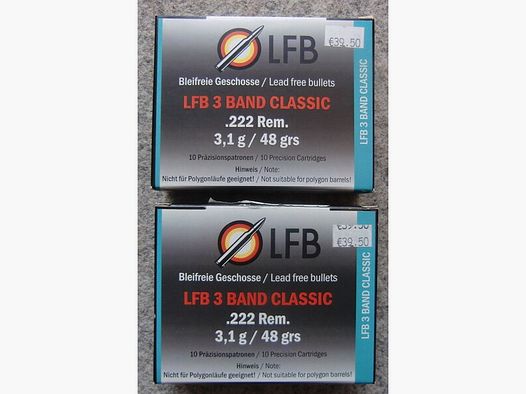 €39.50
LFB
Bleifreie Geschosse / Lead free bullets
LFB 3 BAND CLASSIC
.222 Rem.
3,1 g / 48 grs
10 Präzisionspatronen / 10 Precision Cartridges
Hinweis / Note:
Nicht für Polygonläufe geeignet! / Not suitable for polygon barrels!
LFB 3 BAND CLASSIC
€39.50
€39.50
LFB
Bleifreie Geschosse / Lead free bullets
LFB 3 BAND CLASSIC
.222 Rem.
3,1 g / 48 grs
10 Präzisionspatronen / 10 Precision Cartridges
Hinweis / Note:
Nicht für Polygonläufe geeignet! / Not suitable for polygon barrels!
LFB 3 BAND CLASSIC